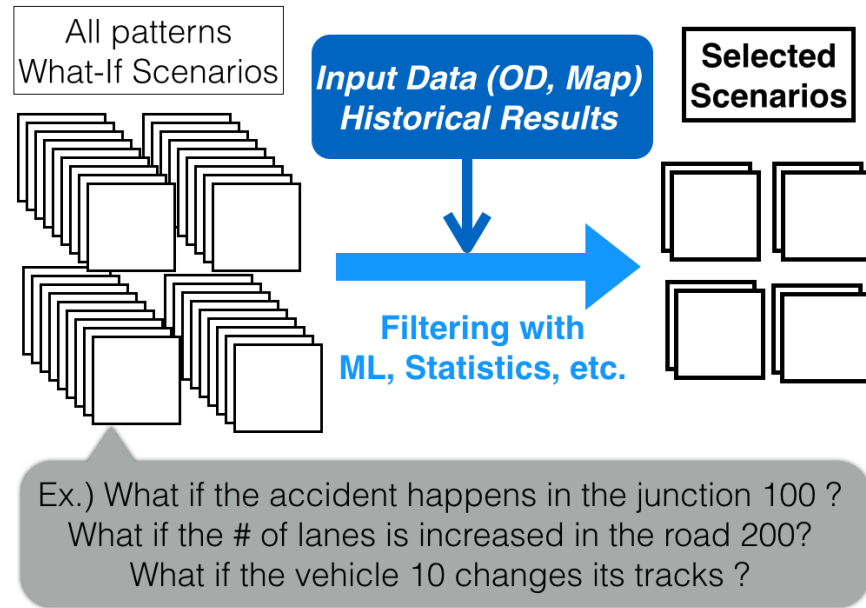 All patterns
What-If Scenarios
Input Data (OD, Map)
Historical Results
Selected
Scenarios
Filtering with
ML, Statistics, etc.
Ex.) What if the accident happens in the junction 100 ?
What if the # of lanes is increased in the road 200?
What if the vehicle 10 changes its tracks ?